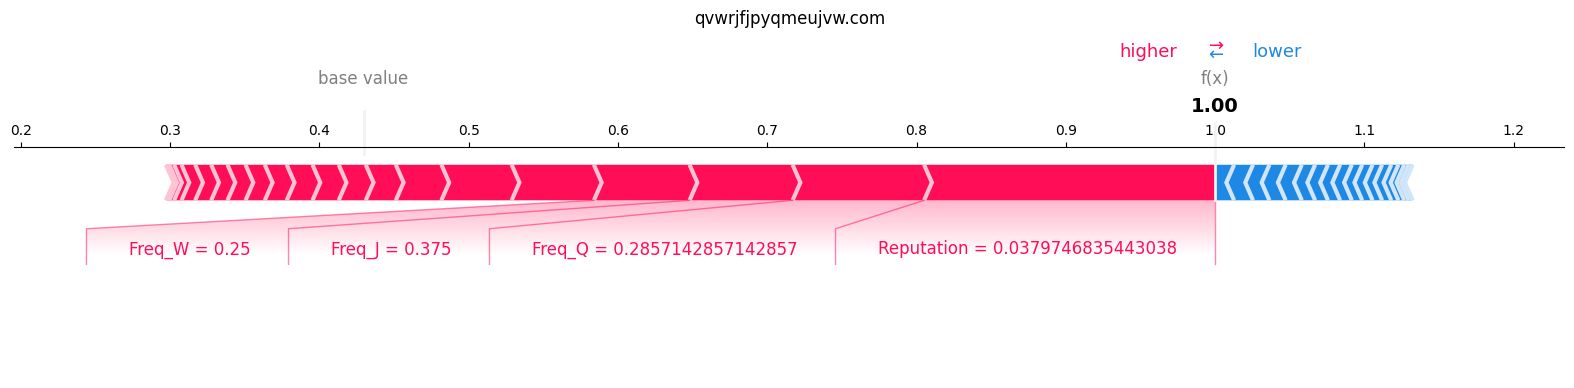 qvwrjfjpyqmeujvw.com
higher → ← lower
base value f(x)
1.00
0.2 0.3 0.4 0.5 0.6 0.7 0.8 0.9 1.0 1.1 1.2
Freq_W = 0.25 Freq_J = 0.375 Freq_Q = 0.2857142857142857 Reputation = 0.0379746835443038